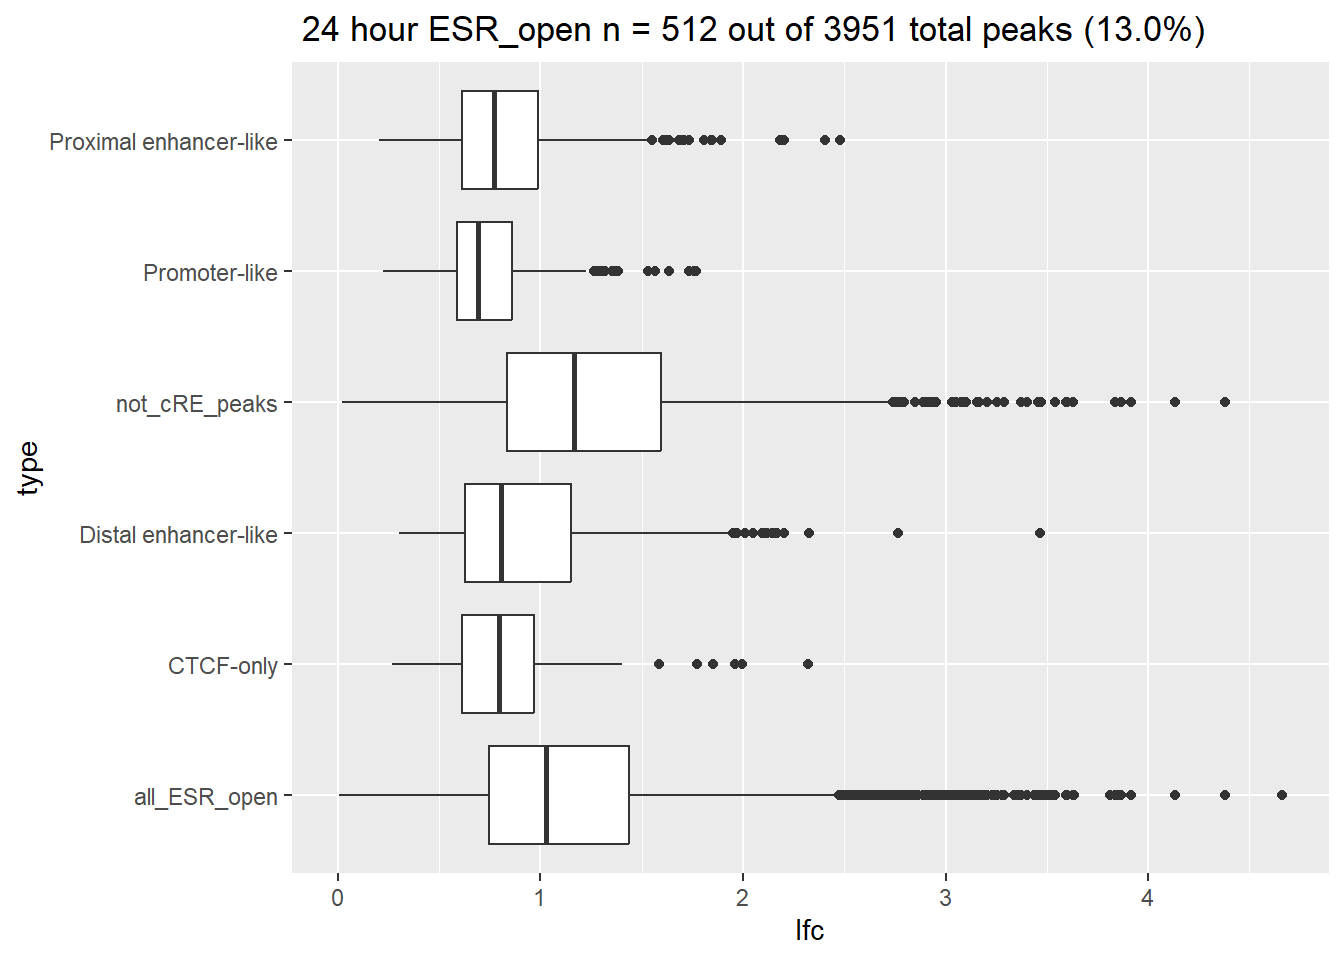 24 hour ESR_open n = 512 out of 3951 total peaks (13.0%)
type
Proximal enhancer-like
Promoter-like
not_cRE_peaks
Distal enhancer-like
CTCF-only
all_ESR_open
0 1 2 3 4
lfc